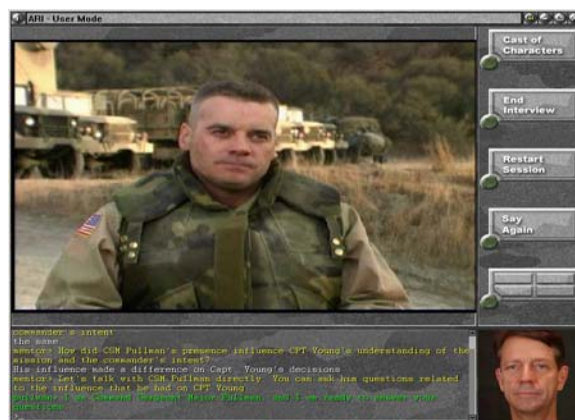 ARI - User Mode
Cast of
Characters
End
Interview
Restart
Session
Say
Again
commander's intent
the name
mentor> How did CSM Pullman's presence influence CPT Young's understanding of the
mission and the commander's intent?
His influence made a difference on Capt. Young's decisions
mentor> Let's talk with CSM Pullman directly. You can ask him questions related
to the influence that he had on CPT Young.
pullman> I am Command Sergeant Major Pullman, and I am ready to answer your
questions.
>